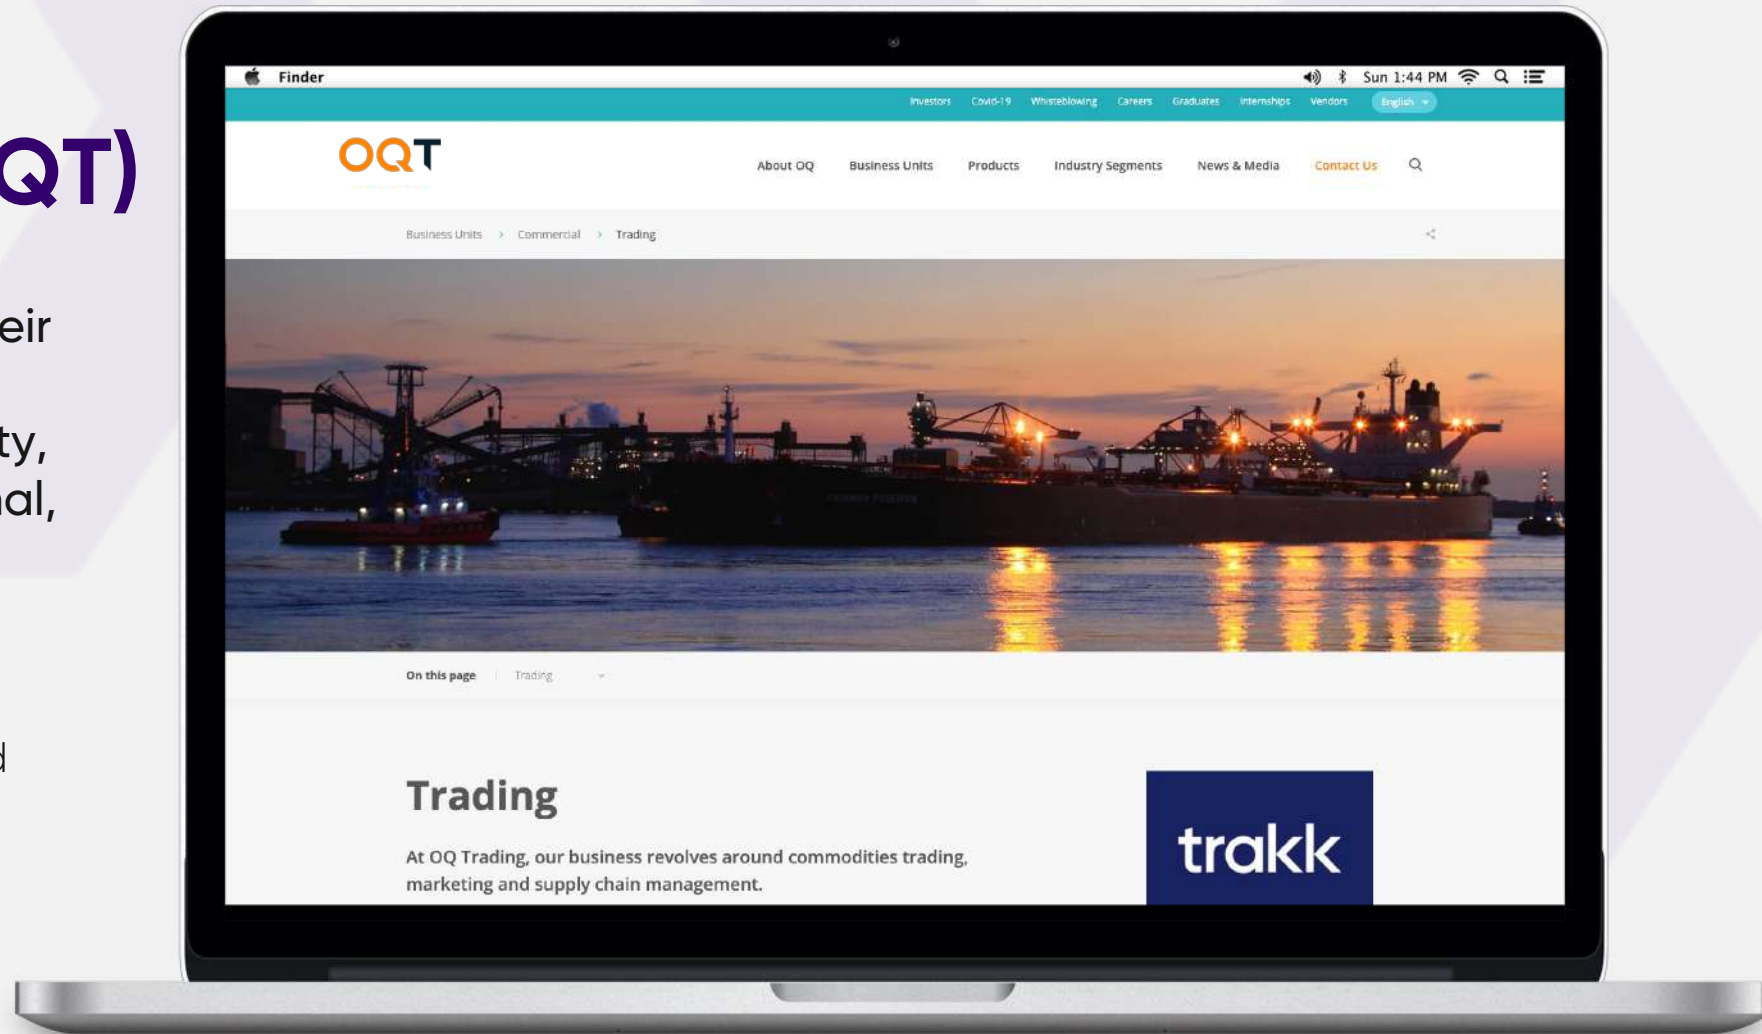 QT)
eir
ty,
nal,
d
Finder
Sun 1:44 PM
Investors Covid-19 Whisteblowing Careers Graduates Internships Vendors English
OQT
About OQ Business Units Products Industry Segments News & Media Contact Us
Business Units > Commercial > Trading
On this page | Trading
Trading
At OQ Trading, our business revolves around commodities trading,
marketing and supply chain management.
trakk